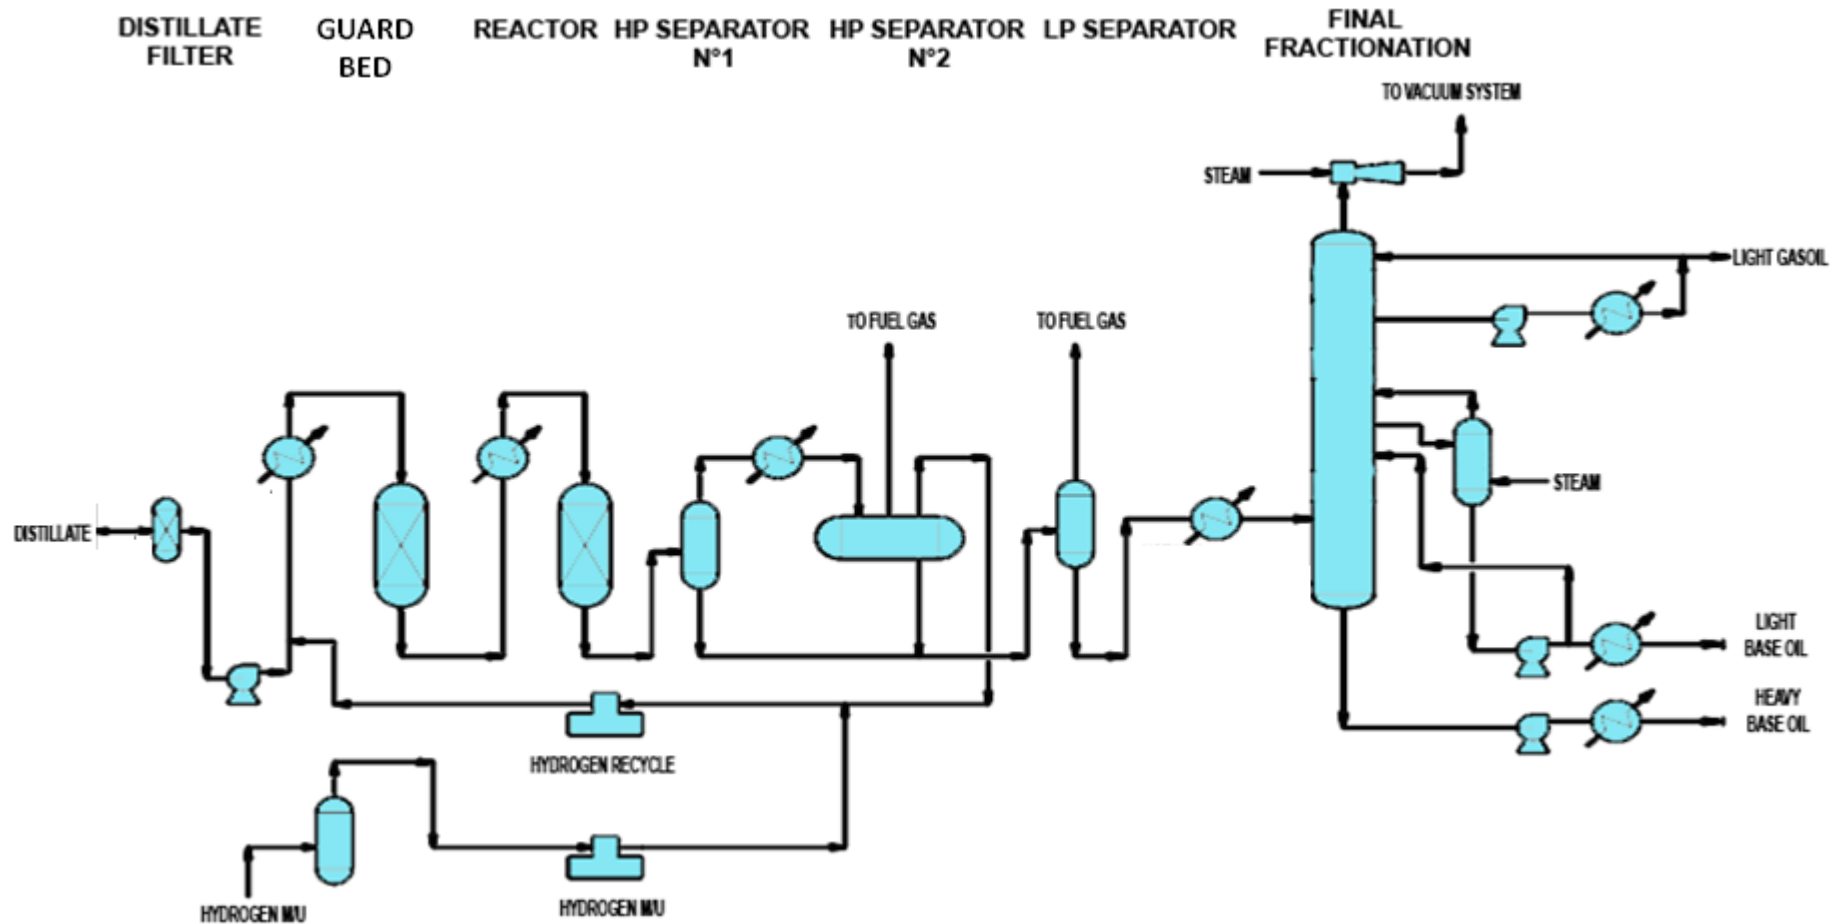 DISTILLATE
FILTER
GUARD
BED
REACTOR
HP SEPARATOR
N°1
HP SEPARATOR
N°2
LP SEPARATOR
FINAL
FRACTIONATION
TO VACUUM SYSTEM
STEAM
LIGHT GASOIL
TO FUEL GAS
TO FUEL GAS
STEAM
DISTILLATE
LIGHT
BASE OIL
HEAVY
BASE OIL
HYDROGEN RECYCLE
HYDROGEN M/U
HYDROGEN M/U